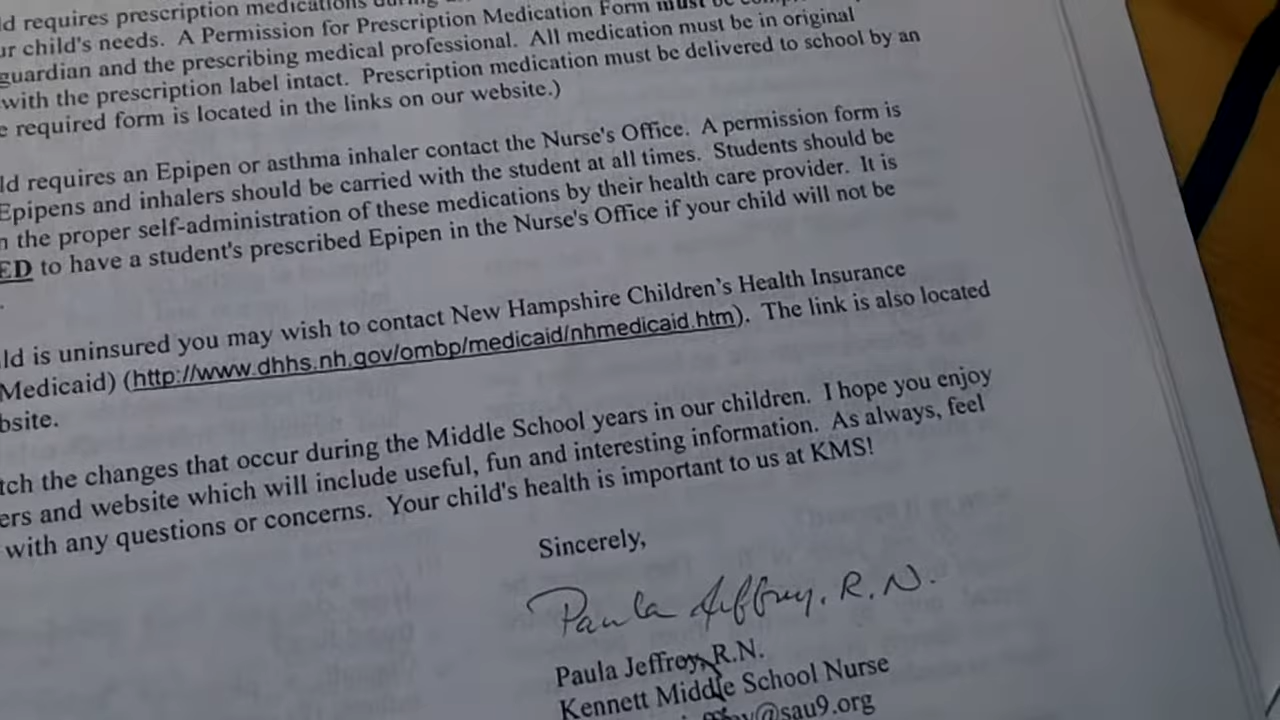 requires prescription medications during
child's needs. A Permission for Prescription Medication Form must be
guardian and the prescribing medical professional. All medication must be in original
with the prescription label intact. Prescription medication must be delivered to school by an
required form is located in the links on our website.)
requires an Epipen or asthma inhaler contact the Nurse's Office. A permission form is
Epipens and inhalers should be carried with the student at all times. Students should be
the proper self-administration of these medications by their health care provider. It is
ED to have a student's prescribed Epipen in the Nurse's Office if your child will not be
.
ld is uninsured you may wish to contact New Hampshire Children's Health Insurance
Medicaid) (http://www.dhhs.nh.gov/ombp/medicaid/nhmedicaid.htm). The link is also located
bsite.
tch the changes that occur during the Middle School years in our children. I hope you enjoy
ers and website which will include useful, fun and interesting information. As always, feel
with any questions or concerns. Your child's health is important to us at KMS!
Sincerely,
Paula Jeffrey, R.N.
Paula Jeffrey, R.N.
Kennett Middle School Nurse
@sau9.org